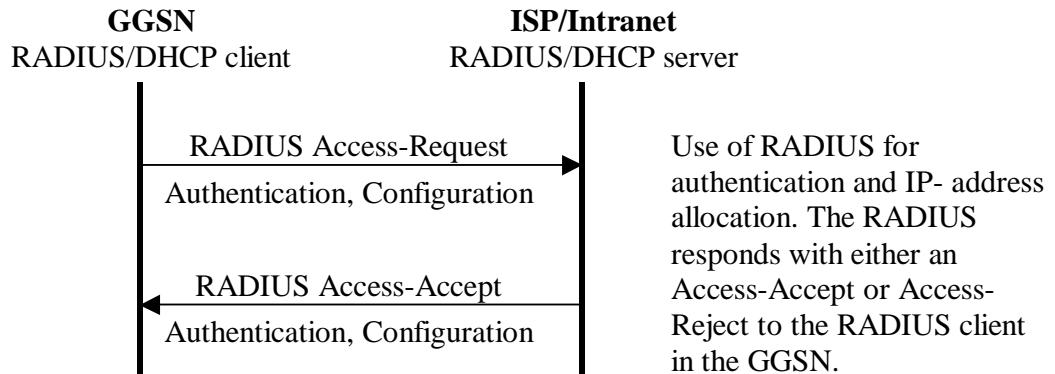 GGSN
RADIUS/DHCP client
ISP/Intranet
RADIUS/DHCP server
RADIUS Access-Request
Authentication, Configuration
RADIUS Access-Accept
Authentication, Configuration
Use of RADIUS for
authentication and IP- address
allocation. The RADIUS
responds with either an
Access-Accept or Access-
Reject to the RADIUS client
in the GGSN.